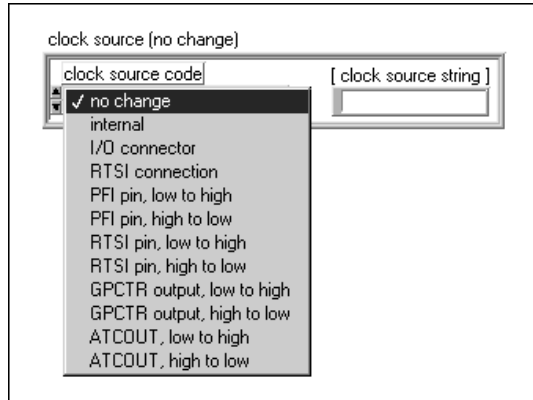 clock source (no change)
clock source code
[ clock source string ]
✓ no change
internal
I/O connector
RTSI connection
PFI pin, low to high
PFI pin, high to low
RTSI pin, low to high
RTSI pin, high to low
GPCTR output, low to high
GPCTR output, high to low
ATCOUT, low to high
ATCOUT, high to low